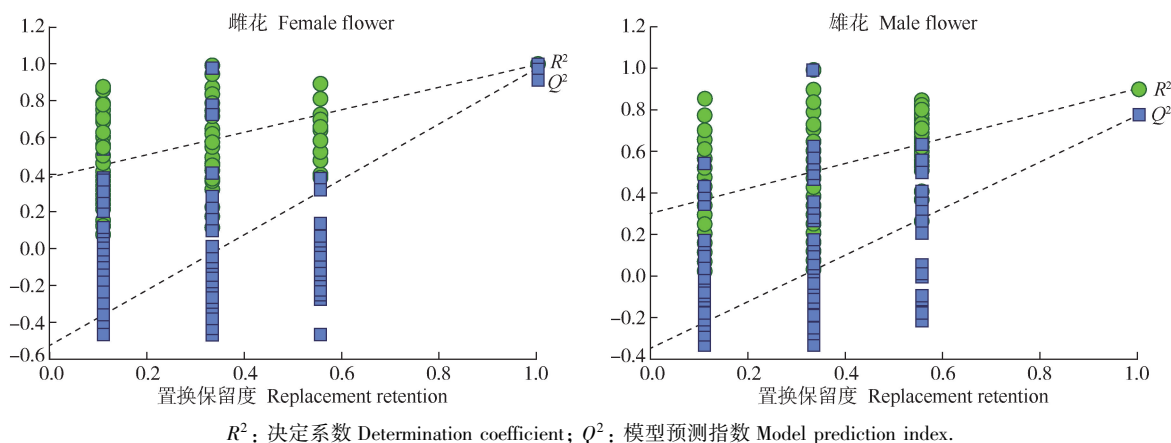 雌花 Female flower
1.2
1.0
0.8
0.6
0.4
0.2
0.0
−0.2
−0.4
−0.6
R²
Q²
0.0 0.2 0.4 0.6 0.8 1.0
置换保留度 Replacement retention
雄花 Male flower
1.2
1.0
0.8
0.6
0.4
0.2
0.0
−0.2
−0.4
R²
Q²
0.0 0.2 0.4 0.6 0.8 1.0
置换保留度 Replacement retention
R²: 决定系数 Determination coefficient; Q²: 模型预测指数 Model prediction index.